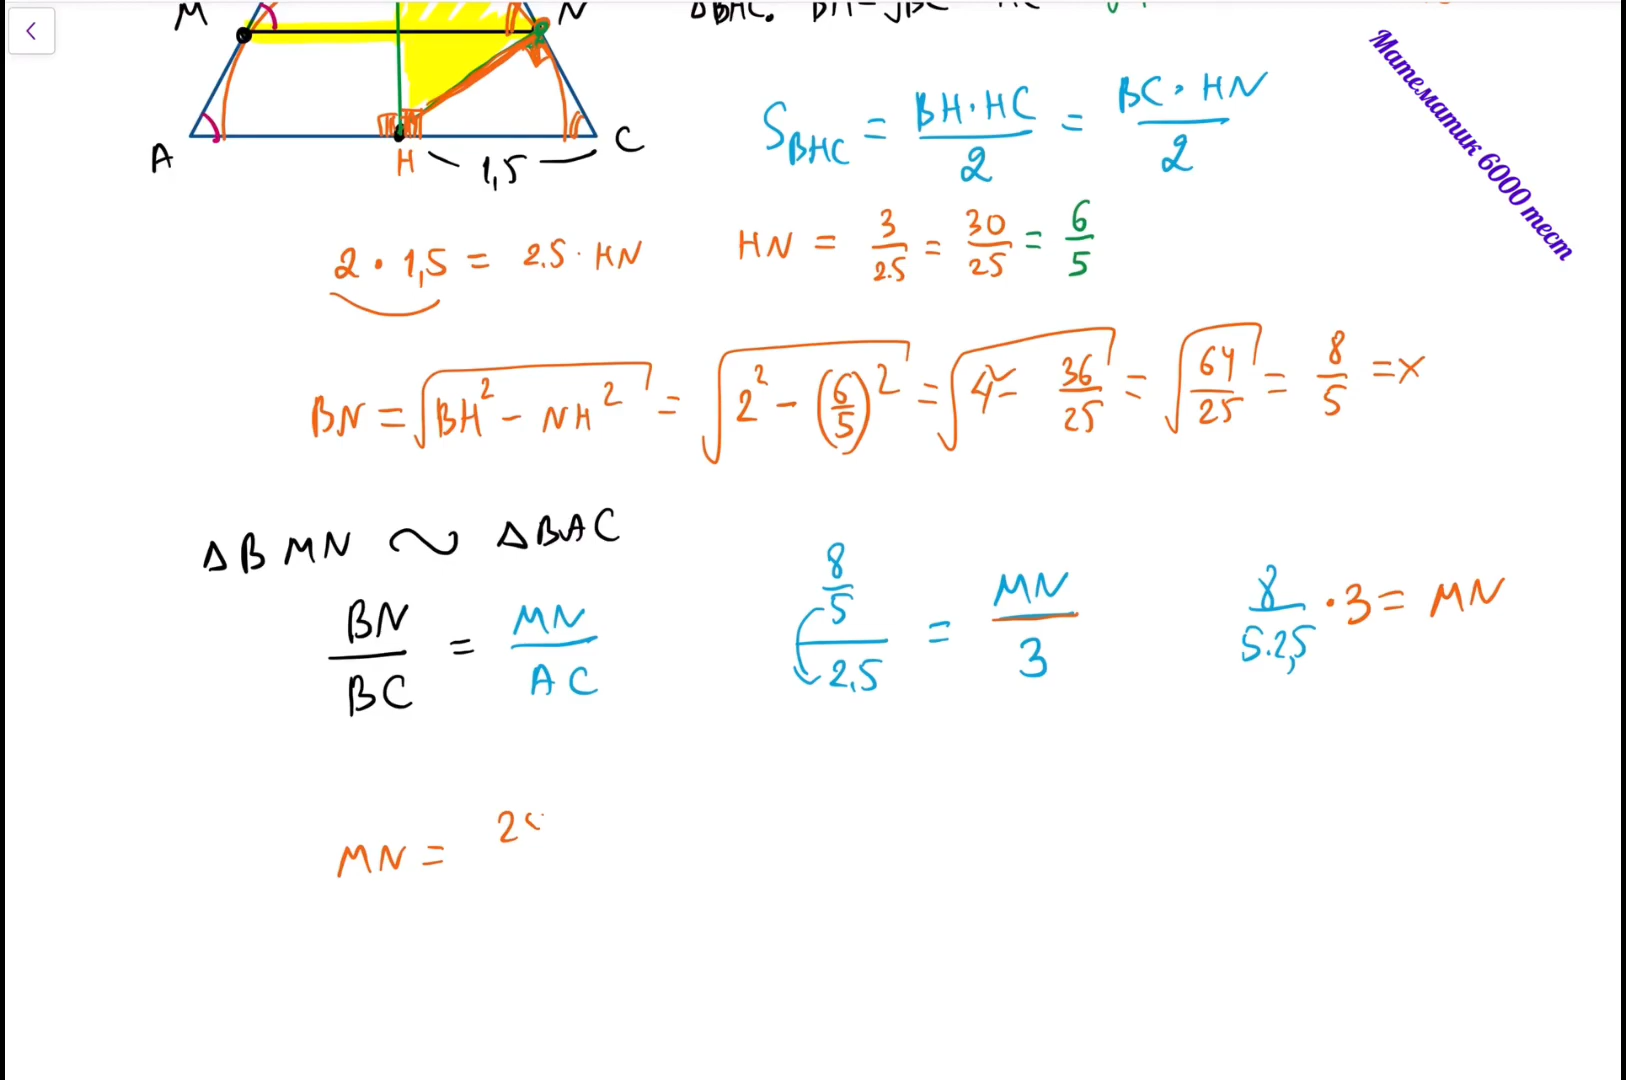 M N
A H 1,5 C
S_BHC = BH·HC/2 = BC·HN/2
2 · 1,5 = 2.5 · HN
HN = 3/2.5 = 30/25 = 6/5
BN = √(BH² - NH²) = √(2² - (6/5)²) = √(4 - 36/25) = √(64/25) = 8/5 = x
△BMN ~ △BAC
BN/BC = MN/AC
8/5/2,5 = MN/3
8/5·2,5 · 3 = MN
MN = 2
Математик 6000 тест